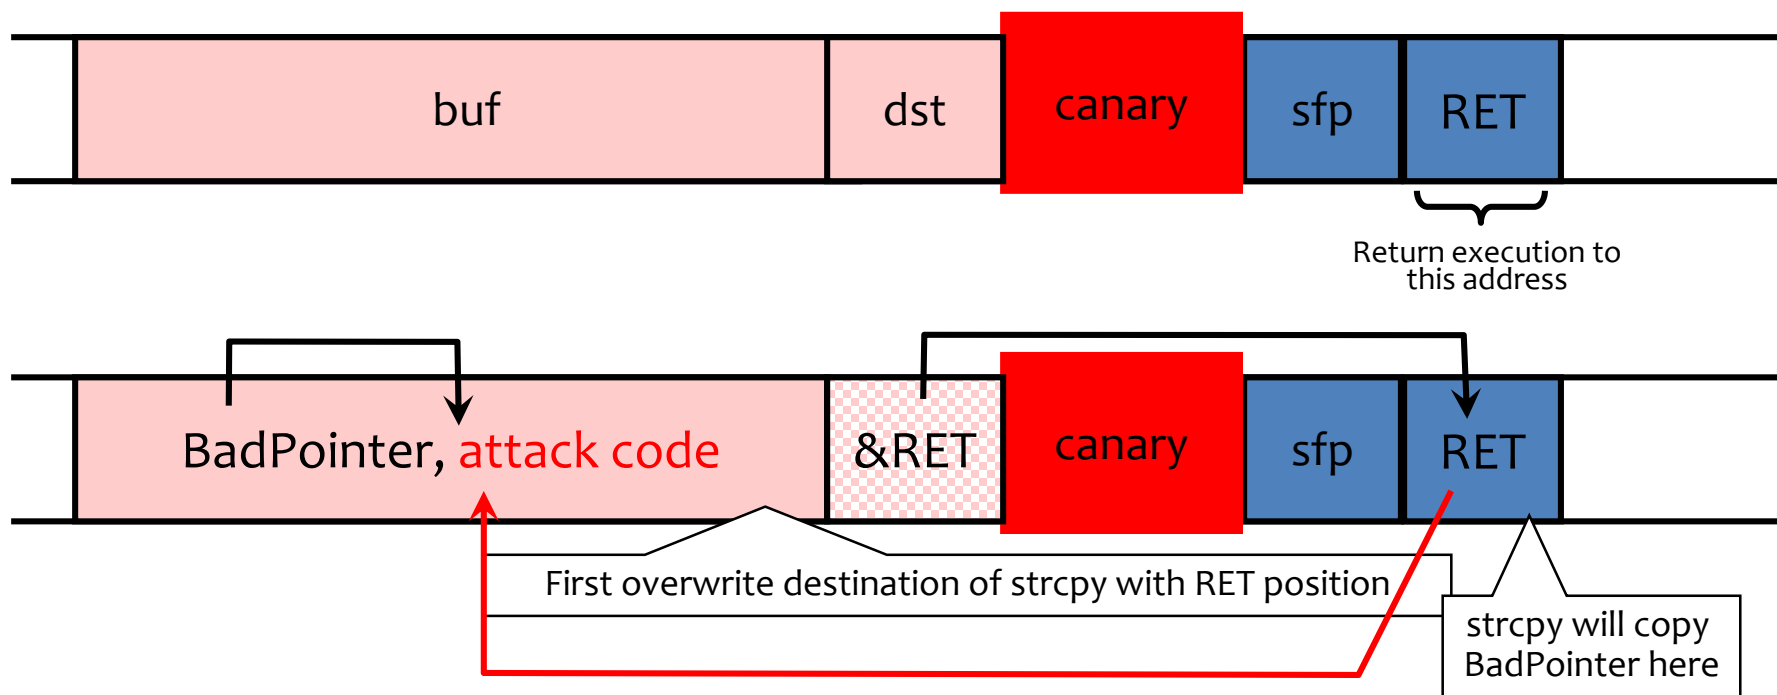 buf
dst
canary
sfp
RET
Return execution to
this address
BadPointer, attack code
&RET
canary
sfp
RET
First overwrite destination of strcpy with RET position
strcpy will copy
BadPointer here